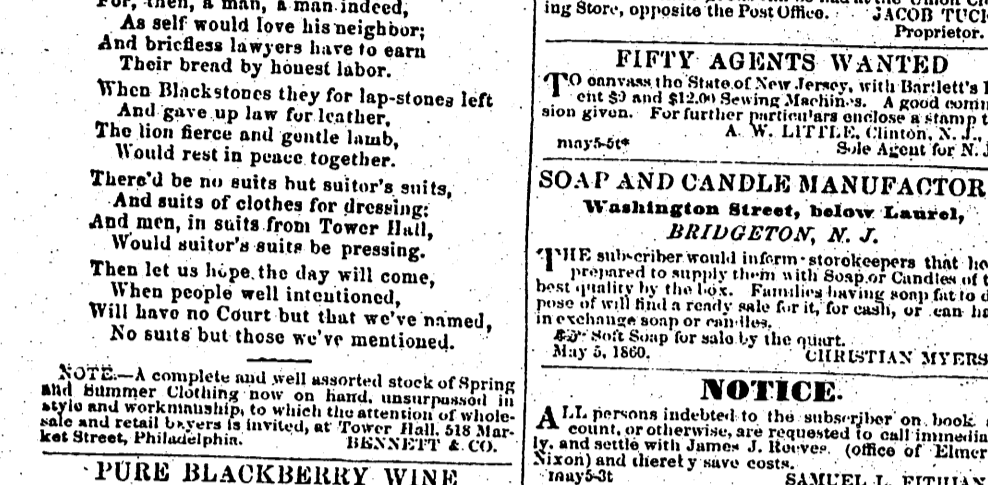 For, then, a man, a man indeed,
As self would love his neighbor;
And briefless lawyers have to earn
Their bread by honest labor.
When Blackstones they for lap-stones left
And gave up law for leather,
The lion fierce and gentle lamb,
Would rest in peace together.
There'd be no suits but suitor's suits,
And suits of clothes for dressing;
And men, in suits from Tower Hall,
Would suitor's suits be pressing.
Then let us hope the day will come,
When people well intentioned,
Will have no Court but that we've named,
No suits but those we've mentioned.
NOTE.—A complete and well assorted stock of Spring
and Summer Clothing now on hand, unsurpassed in
style and workmanship, to which the attention of whole-
sale and retail buyers is invited, at Tower Hall, 518 Mar-
ket Street, Philadelphia. BENNETT & CO.
PURE BLACKBERRY WINE
ing Store, opposite the Post Office. JACOB TUC
Proprietor.
FIFTY AGENTS WANTED
TO canvass the State of New Jersey, with Bartlett's
ent $9 and $12.00 Sewing Machines. A good comm
sion given. For further particulars enclose a stamp t
A. W. LITTLE, Clinton, N. J.,
may5-5t* Sole Agent for N. J
SOAP AND CANDLE MANUFACTOR
Washington Street, below Laurel,
BRIDGETON, N. J.
THE subscriber would inform storekeepers that he
prepared to supply them with Soap or Candles of t
best quality by the box. Families having soap fat to d
pose of will find a ready sale for it, for cash, or can ha
in exchange soap or candles.
Soft Soap for sale by the quart.
May 5, 1860. CHRISTIAN MYERS
NOTICE.
ALL persons indebted to the subscriber on book
count, or otherwise, are requested to call immedia
ly, and settle with James J. Reeves, (office of Elmer
Nixon) and thereby save costs.
may5-3t SAMUEL L. FITHIAN